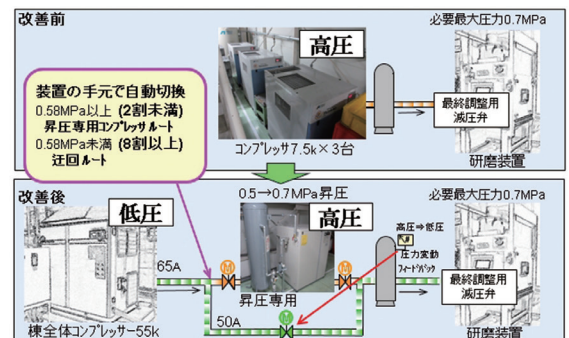 改善前
高圧
必要最大圧力0.7MPa
装置の手元で自動切換
0.58MPa以上 (2割未満)
昇圧専用コンプレッサルート
0.58MPa未満 (8割以上)
迂回ルート
最終調整用
減圧弁
コンプレッサ7.5k×3台
研磨装置
改善後
低圧
0.5→0.7MPa昇圧
高圧
必要最大圧力0.7MPa
高圧⇒低圧
圧力変動
フィードバック
65A
M
M
昇圧専用
最終調整用
減圧弁
50A
M
棟全体コンプレッサー55k
研磨装置